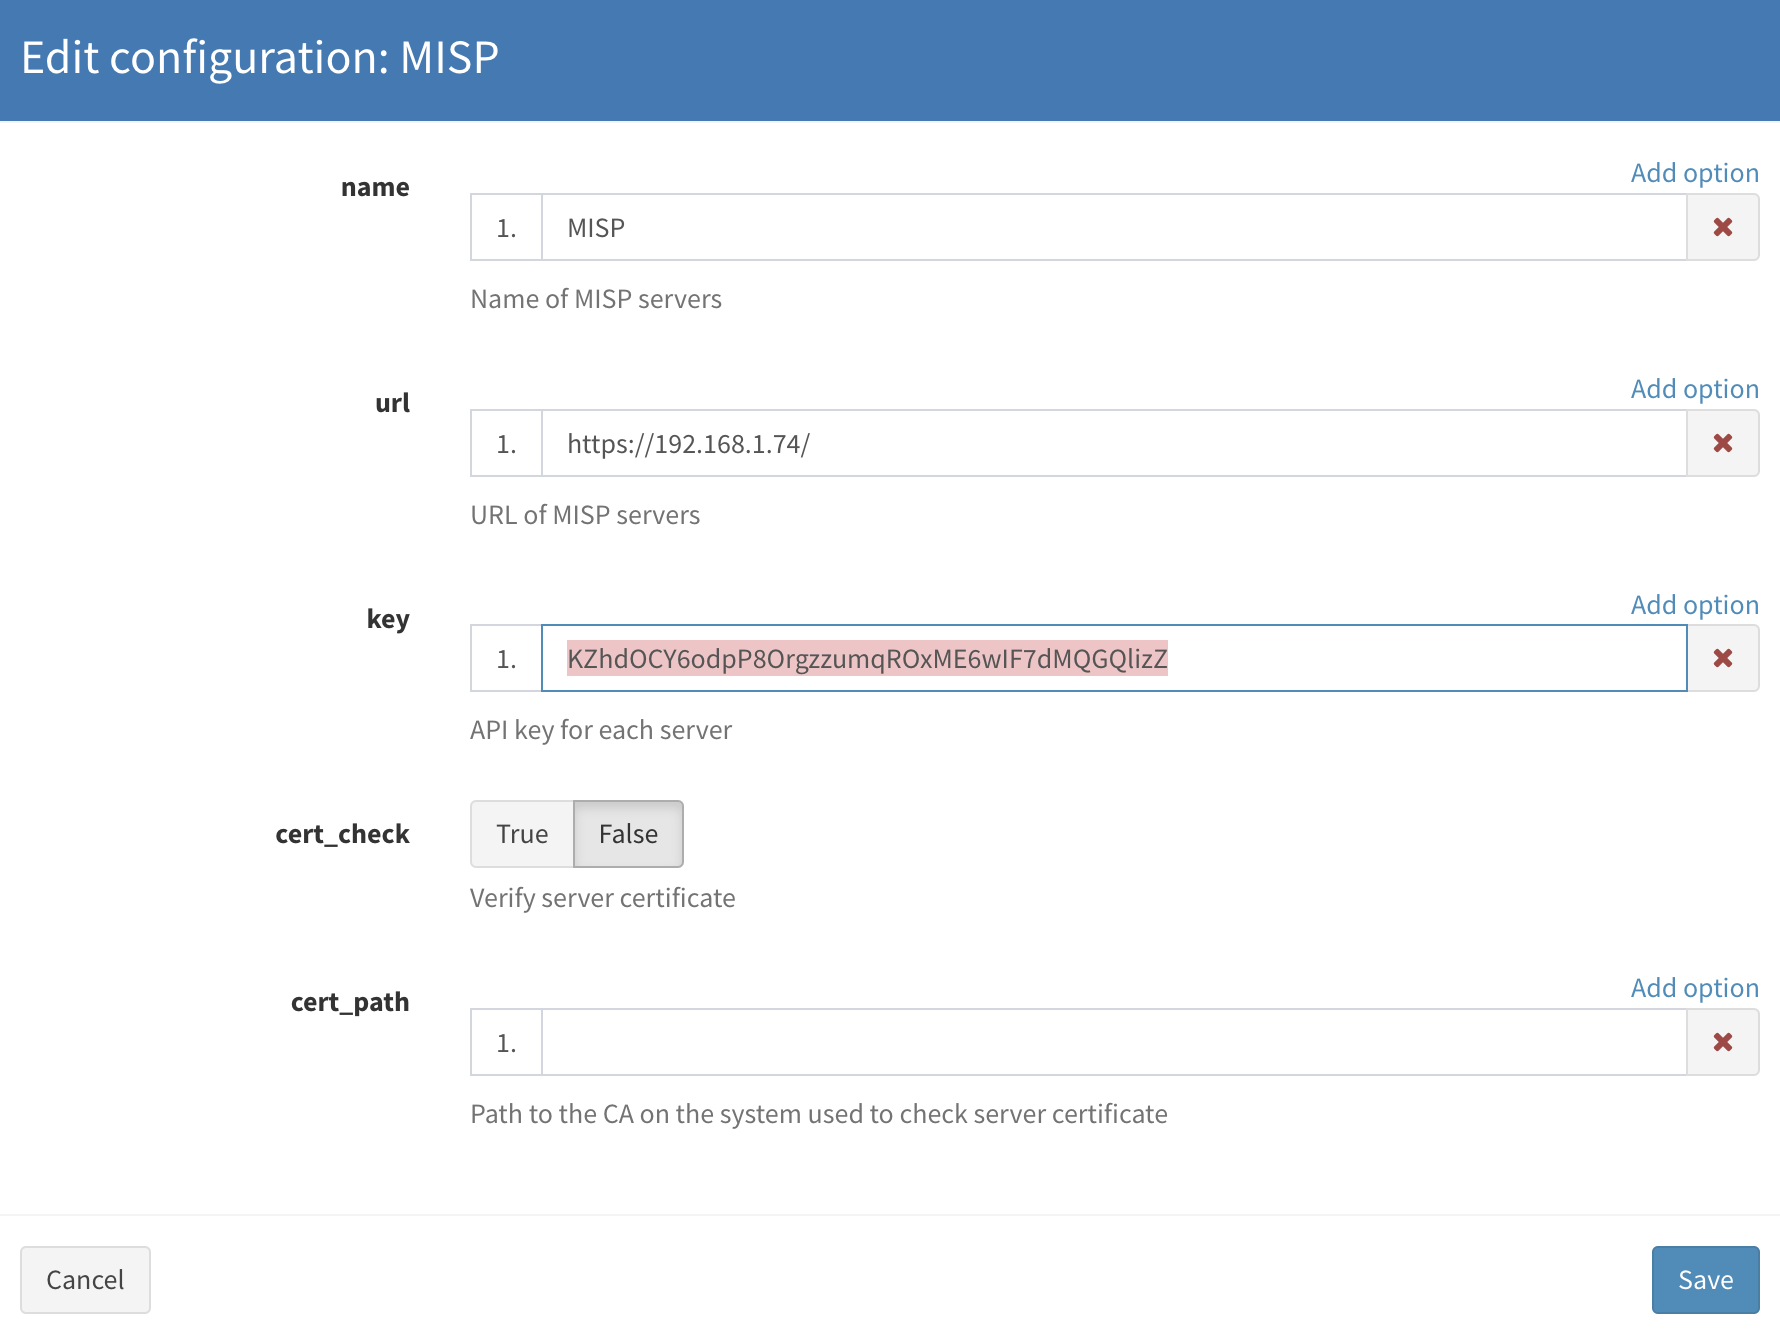 Edit configuration: MISP
name
Add option
1.
MISP
Name of MISP servers
url
Add option
1.
https://192.168.1.74/
URL of MISP servers
key
Add option
1.
KZhdOCY6odpP8OrgzzumqROxME6wIF7dMQGQlizZ
API key for each server
cert_check
True
False
Verify server certificate
cert_path
Add option
1.
Path to the CA on the system used to check server certificate
Cancel
Save